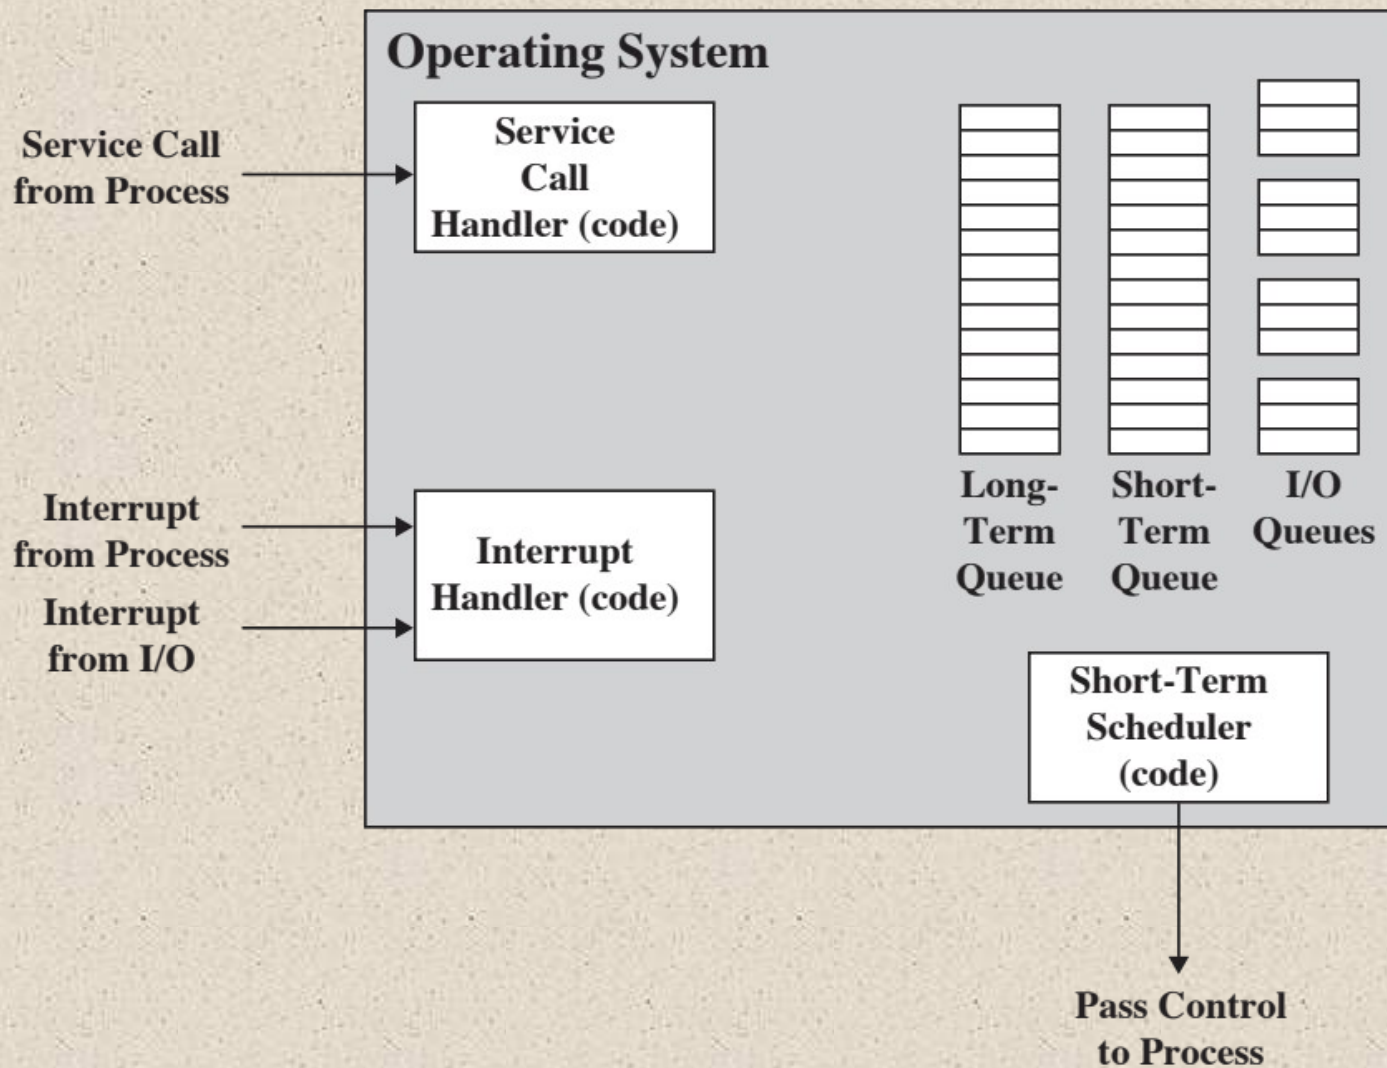 Operating System
Service Call
from Process
Service
Call
Handler (code)
Interrupt
from Process
Interrupt
from I/O
Interrupt
Handler (code)
Long-
Term
Queue
Short-
Term
Queue
I/O
Queues
Short-Term
Scheduler
(code)
Pass Control
to Process